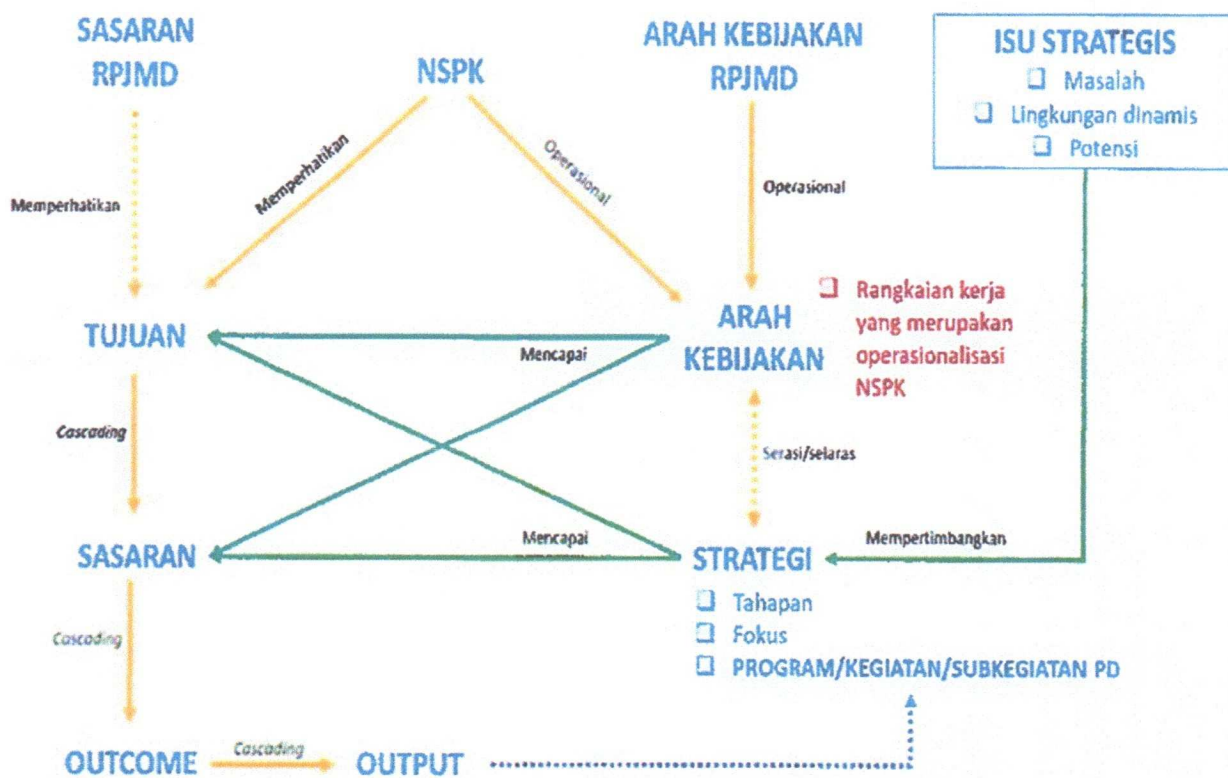 SASARAN
RPJMD
NSPK
ARAH KEBIJAKAN
RPJMD
ISU STRATEGIS
❑ Masalah
❑ Lingkungan dinamis
❑ Potensi
Memperhatikan
Memperhatikan
Operasional
Operasional
TUJUAN
Mencapai
ARAH
KEBIJAKAN
❑ Rangkaian kerja
yang merupakan
operasionalisasi
NSPK
Cascading
Serasi/selaras
SASARAN
Mencapai
STRATEGI
Mempertimbangkan
❑ Tahapan
❑ Fokus
❑ PROGRAM/KEGIATAN/SUBKEGIATAN PD
Cascading
OUTCOME
Cascading
OUTPUT